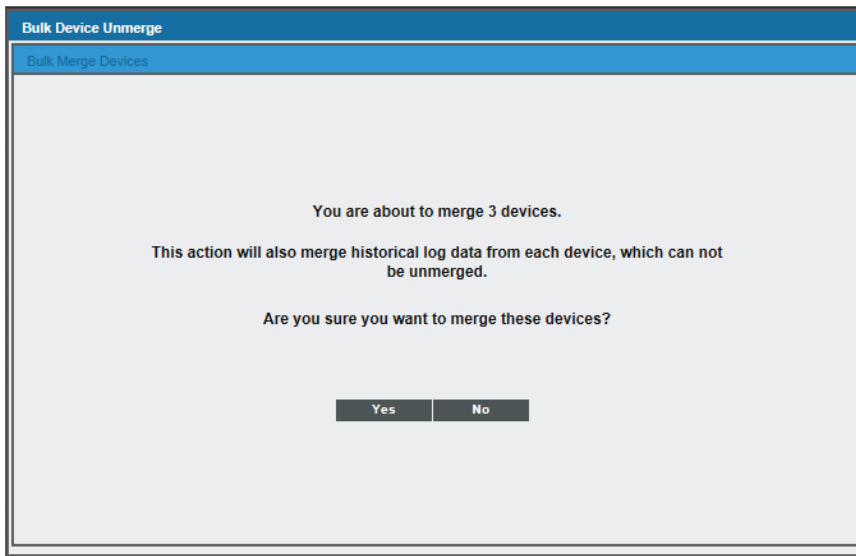 Bulk Device Unmerge
Bulk Merge Devices
You are about to merge 3 devices.
This action will also merge historical log data from each device, which can not
be unmerged.
Are you sure you want to merge these devices?
Yes No